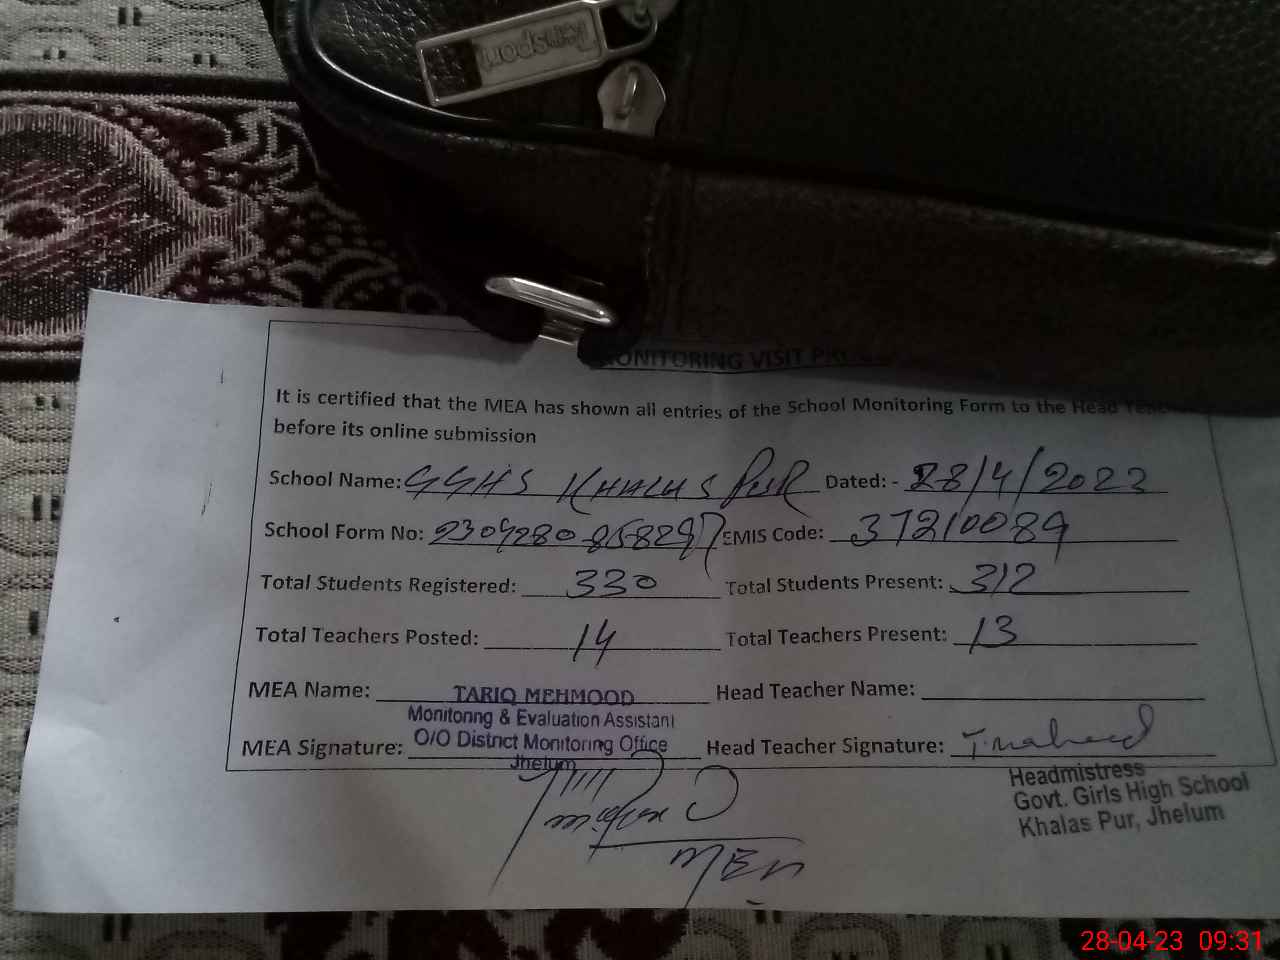 MONITORING VISIT
It is certified that the MEA has shown all entries of the School Monitoring Form to the Head
before its online submission
School Name: GGHS KHALAS PUR Dated: - 28/4/2023
School Form No: EMIS Code: 37210089
Total Students Registered: 330 Total Students Present: 312
Total Teachers Posted: 14 Total Teachers Present: 13
MEA Name: TARIQ MEHMOOD Head Teacher Name:
Monitoring & Evaluation Assistant
MEA Signature: O/O District Monitoring Office Head Teacher Signature: T.naheed
Jhelum
Headmistress
Govt. Girls High School
Khalas Pur, Jhelum
MEA
28-04-23 09:31